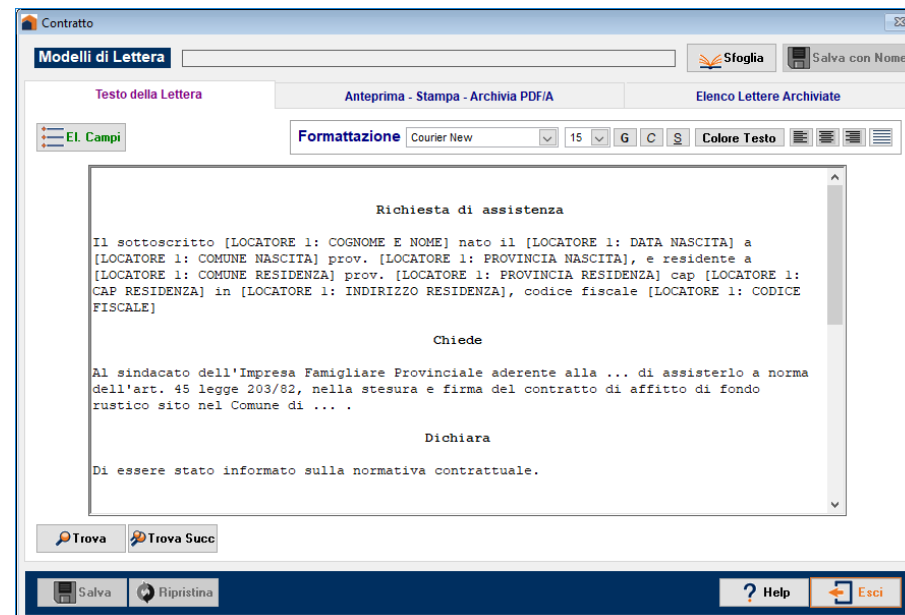 Contratto
Modelli di Lettera
Sfoglia
Salva con Nome
Testo della Lettera
Anteprima - Stampa - Archivia PDF/A
Elenco Lettere Archiviate
El. Campi
Formattazione
Courier New
15
G
C
S
Colore Testo
Richiesta di assistenza
Il sottoscritto [LOCATORE 1: COGNOME E NOME] nato il [LOCATORE 1: DATA NASCITA] a
[LOCATORE 1: COMUNE NASCITA] prov. [LOCATORE 1: PROVINCIA NASCITA], e residente a
[LOCATORE 1: COMUNE RESIDENZA] prov. [LOCATORE 1: PROVINCIA RESIDENZA] cap [LOCATORE 1:
CAP RESIDENZA] in [LOCATORE 1: INDIRIZZO RESIDENZA], codice fiscale [LOCATORE 1: CODICE
FISCALE]
Chiede
Al sindacato dell'Impresa Famigliare Provinciale aderente alla ... di assisterlo a norma
dell'art. 45 legge 203/82, nella stesura e firma del contratto di affitto di fondo
rustico sito nel Comune di ... .
Dichiara
Di essere stato informato sulla normativa contrattuale.
Trova
Trova Succ
Salva
Ripristina
? Help
Esci